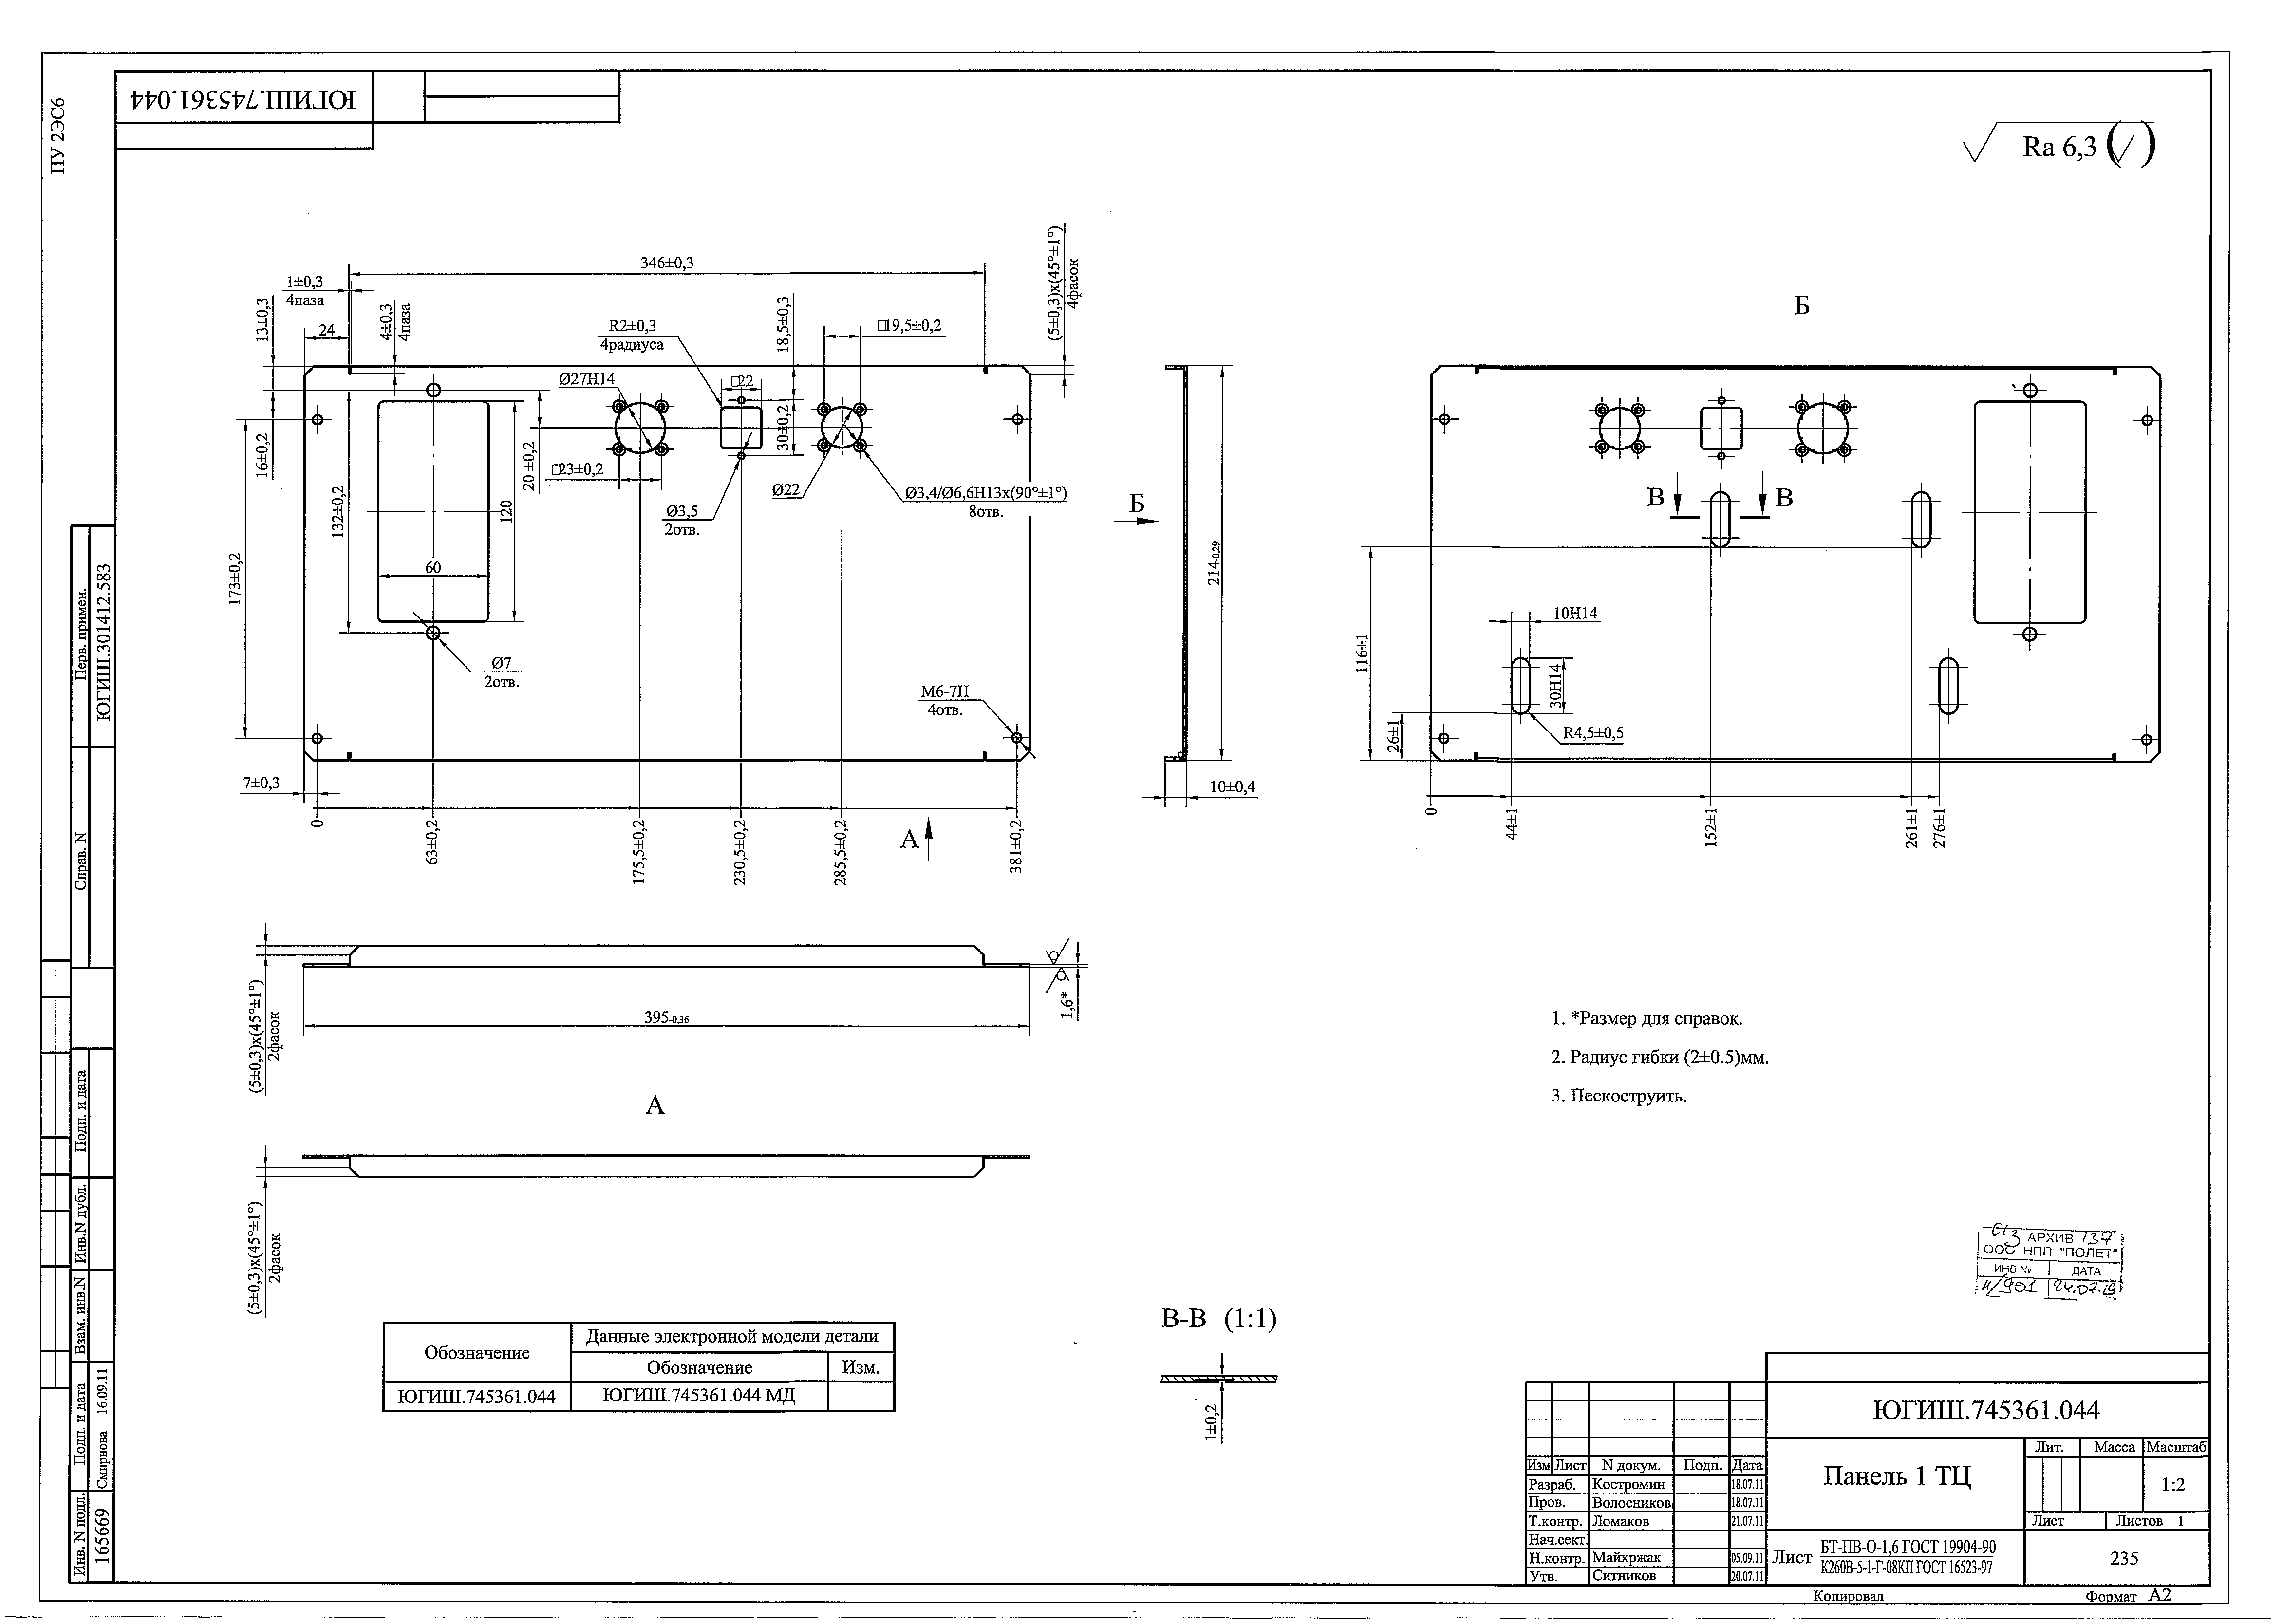 ПУ 2ЭС6
ЮГИШ.745361.044
Ra 6,3
346±0,3
1±0,3
4паза
13±0,3
24
4±0,3
4паза
R2±0,3
4радиуса
18,5±0,3
□19,5±0,2
(5±0,3)х(45°±1°)
4фасок
Ø27H14
□22
16±0,2
20±0,2
□23±0,2
30±0,2
132±0,2
120
173±0,2
60
Ø3,5
2отв.
Ø22
Ø3,4/Ø6,6H13х(90°±1°)
8отв.
Ø7
2отв.
М6-7Н
4отв.
7±0,3
0
63±0,2
175,5±0,2
230,5±0,2
285,5±0,2
381±0,2
А
Б
214-0,29
10±0,4
Б
В
В
116±1
10H14
30H14
26±1
R4,5±0,5
0
44±1
152±1
261±1
276±1
(5±0,3)х(45°±1°)
2фасок
395-0,36
1,6*
А
(5±0,3)х(45°±1°)
2фасок
1. *Размер для справок.
2. Радиус гибки (2±0.5)мм.
3. Пескоструить.
В-В (1:1)
1±0,2
Обозначение
Данные электронной модели детали
Обозначение
Изм.
ЮГИШ.745361.044
ЮГИШ.745361.044 МД
АРХИВ 137
ООО НПП "ПОЛЕТ"
ИНВ №
ДАТА
11/901
24.07.19
Перв. примен.
ЮГИШ.301412.583
Справ. N
Подп. и дата
Инв.N дубл.
Взам. инв.N
Подп. и дата
Смирнова 16.09.11
Инв. N подл.
165669
ЮГИШ.745361.044
Изм Лист N докум. Подп. Дата
Разраб. Костромин 18.07.11
Пров. Волосников 18.07.11
Т.контр. Ломаков 21.07.11
Нач.сект.
Н.контр. Майхржак 05.09.11
Утв. Ситников 20.07.11
Панель 1 ТЦ
Лит. Масса Масштаб
1:2
Лист Листов 1
Лист
БТ-ПВ-О-1,6 ГОСТ 19904-90
К260В-5-1-Г-08КП ГОСТ 16523-97
235
Копировал
Формат А2